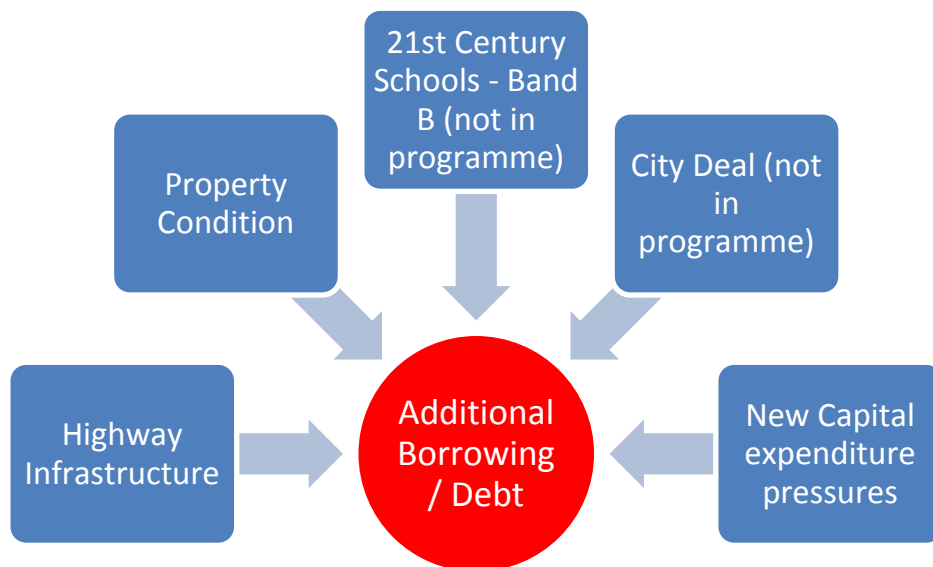 21st Century
Schools - Band
B (not in
programme)
Property
Condition
City Deal (not
in
programme)
Highway
Infrastructure
Additional
Borrowing
/ Debt
New Capital
expenditure
pressures